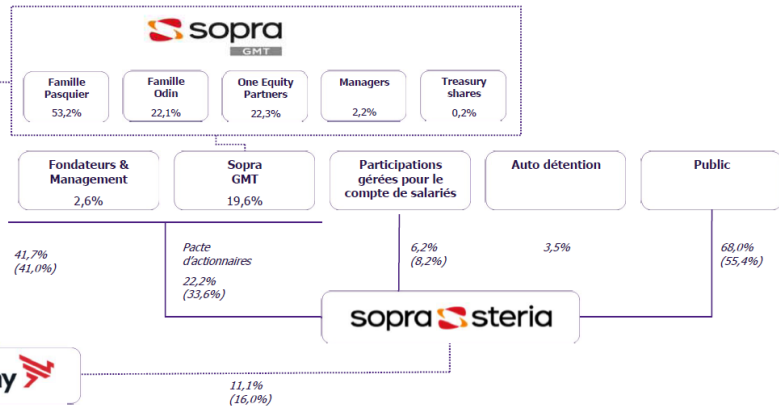 sopra
GMT
Famille
Pasquier
53,2%
Famille
Odin
22,1%
One Equity
Partners
22,3%
Managers
2,2%
Treasury
shares
0,2%
Fondateurs &
Management
2,6%
Sopra
GMT
19,6%
Participations
gérées pour le
compte de salariés
Auto détention
Public
41,7%
(41,0%)
Pacte
d'actionnaires
22,2%
(33,6%)
6,2%
(8,2%)
3,5%
68,0%
(55,4%)
sopra steria
11,1%
(16,0%)